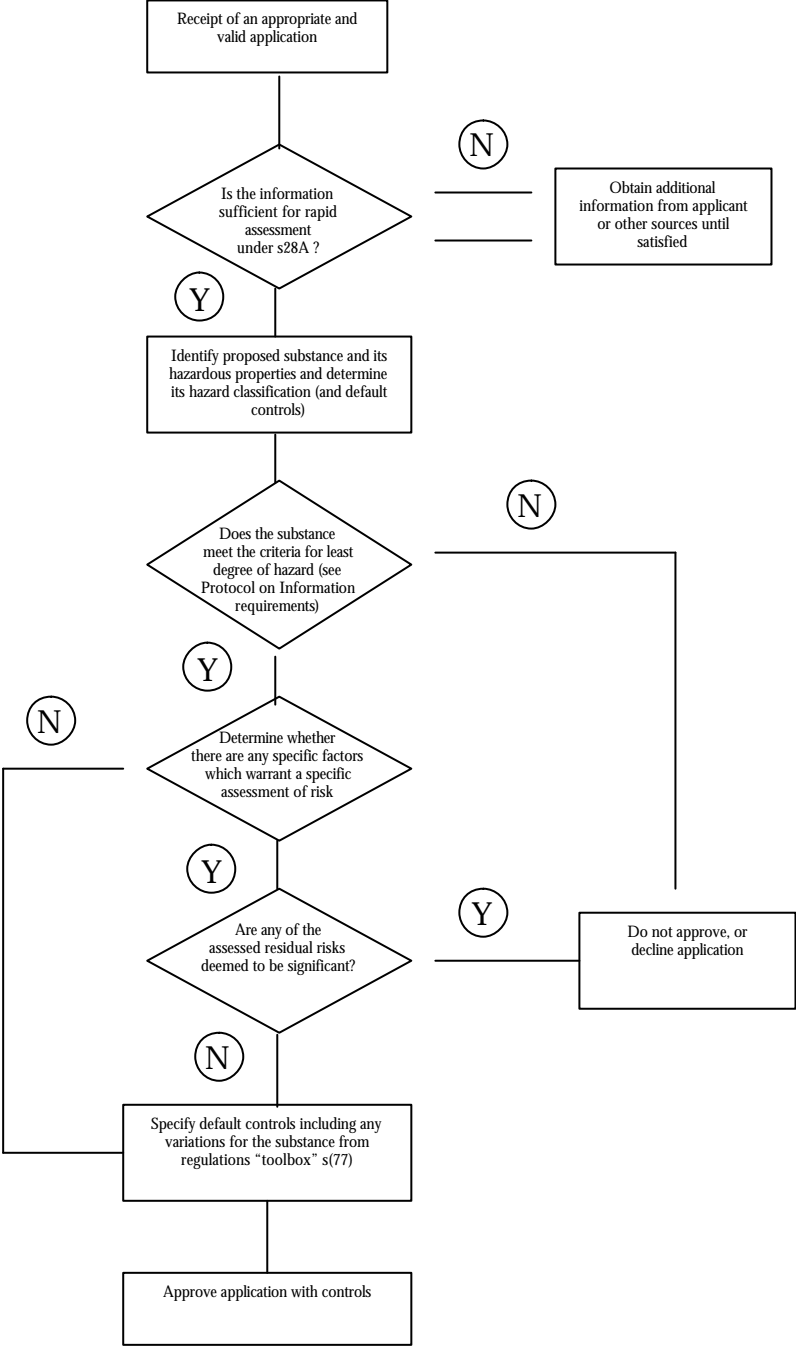 Receipt of an appropriate and
valid application
N
Is the information
sufficient for rapid
assessment
under s28A ?
Obtain additional
information from applicant
or other sources until
satisfied
Y
Identify proposed substance and its
hazardous properties and determine
its hazard classification (and default
controls)
N
Does the substance
meet the criteria for least
degree of hazard (see
Protocol on Information
requirements)
Y
N
Determine whether
there are any specific factors
which warrant a specific
assessment of risk
Y
Y
Are any of the
assessed residual risks
deemed to be significant?
Do not approve, or
decline application
N
Specify default controls including any
variations for the substance from
regulations “toolbox” s(77)
Approve application with controls